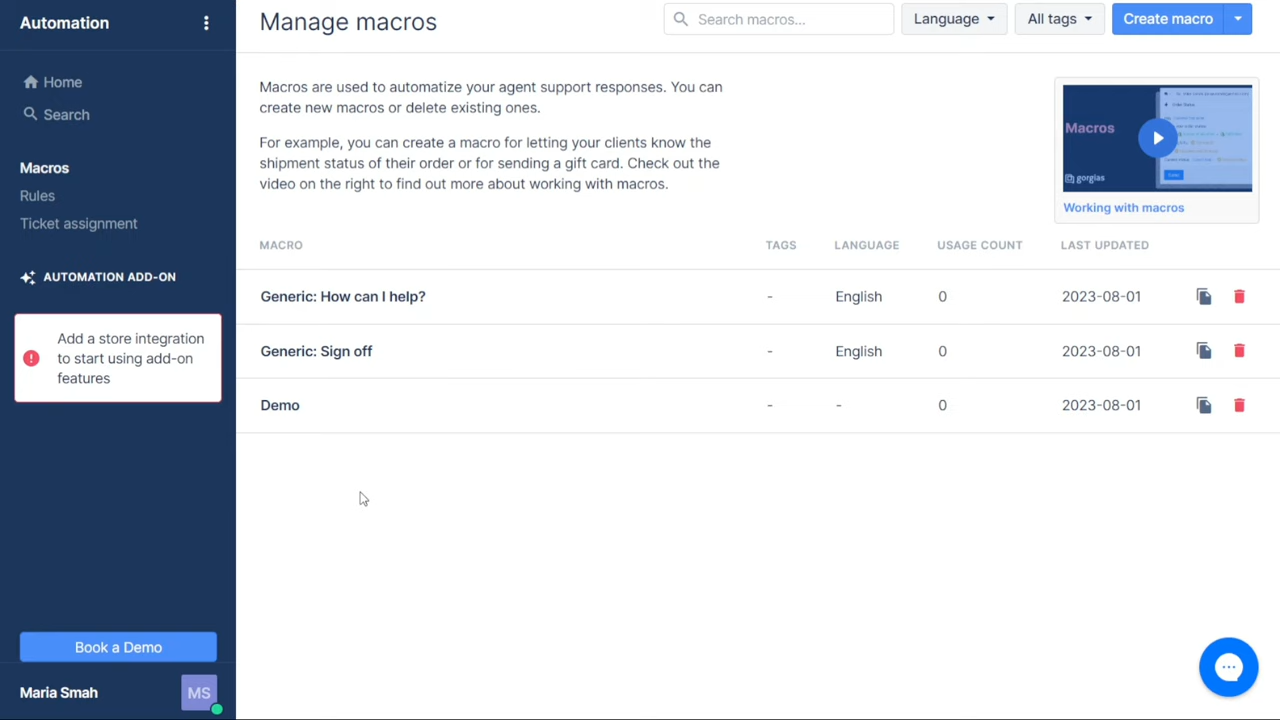 Automation
Home
Search
Macros
Rules
Ticket assignment
AUTOMATION ADD-ON
Add a store integration
to start using add-on
features
Book a Demo
Maria Smah
MS
Manage macros
Search macros...
Language
All tags
Create macro
Macros are used to automatize your agent support responses. You can
create new macros or delete existing ones.
For example, you can create a macro for letting your clients know the
shipment status of their order or for sending a gift card. Check out the
video on the right to find out more about working with macros.
Macros
gorgias
Working with macros
MACRO TAGS LANGUAGE USAGE COUNT LAST UPDATED
Generic: How can I help? - English 0 2023-08-01
Generic: Sign off - English 0 2023-08-01
Demo - - 0 2023-08-01